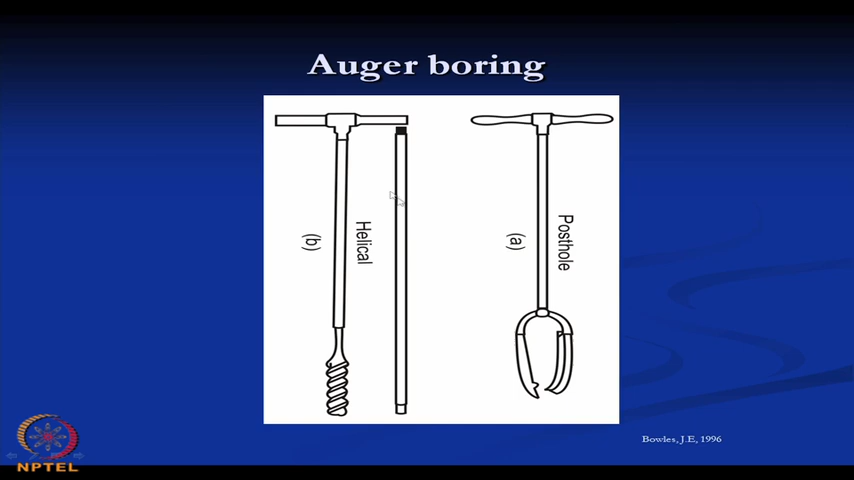 Auger boring
Helical
(b)
Posthole
(a)
Bowles, J.E, 1996
NPTEL